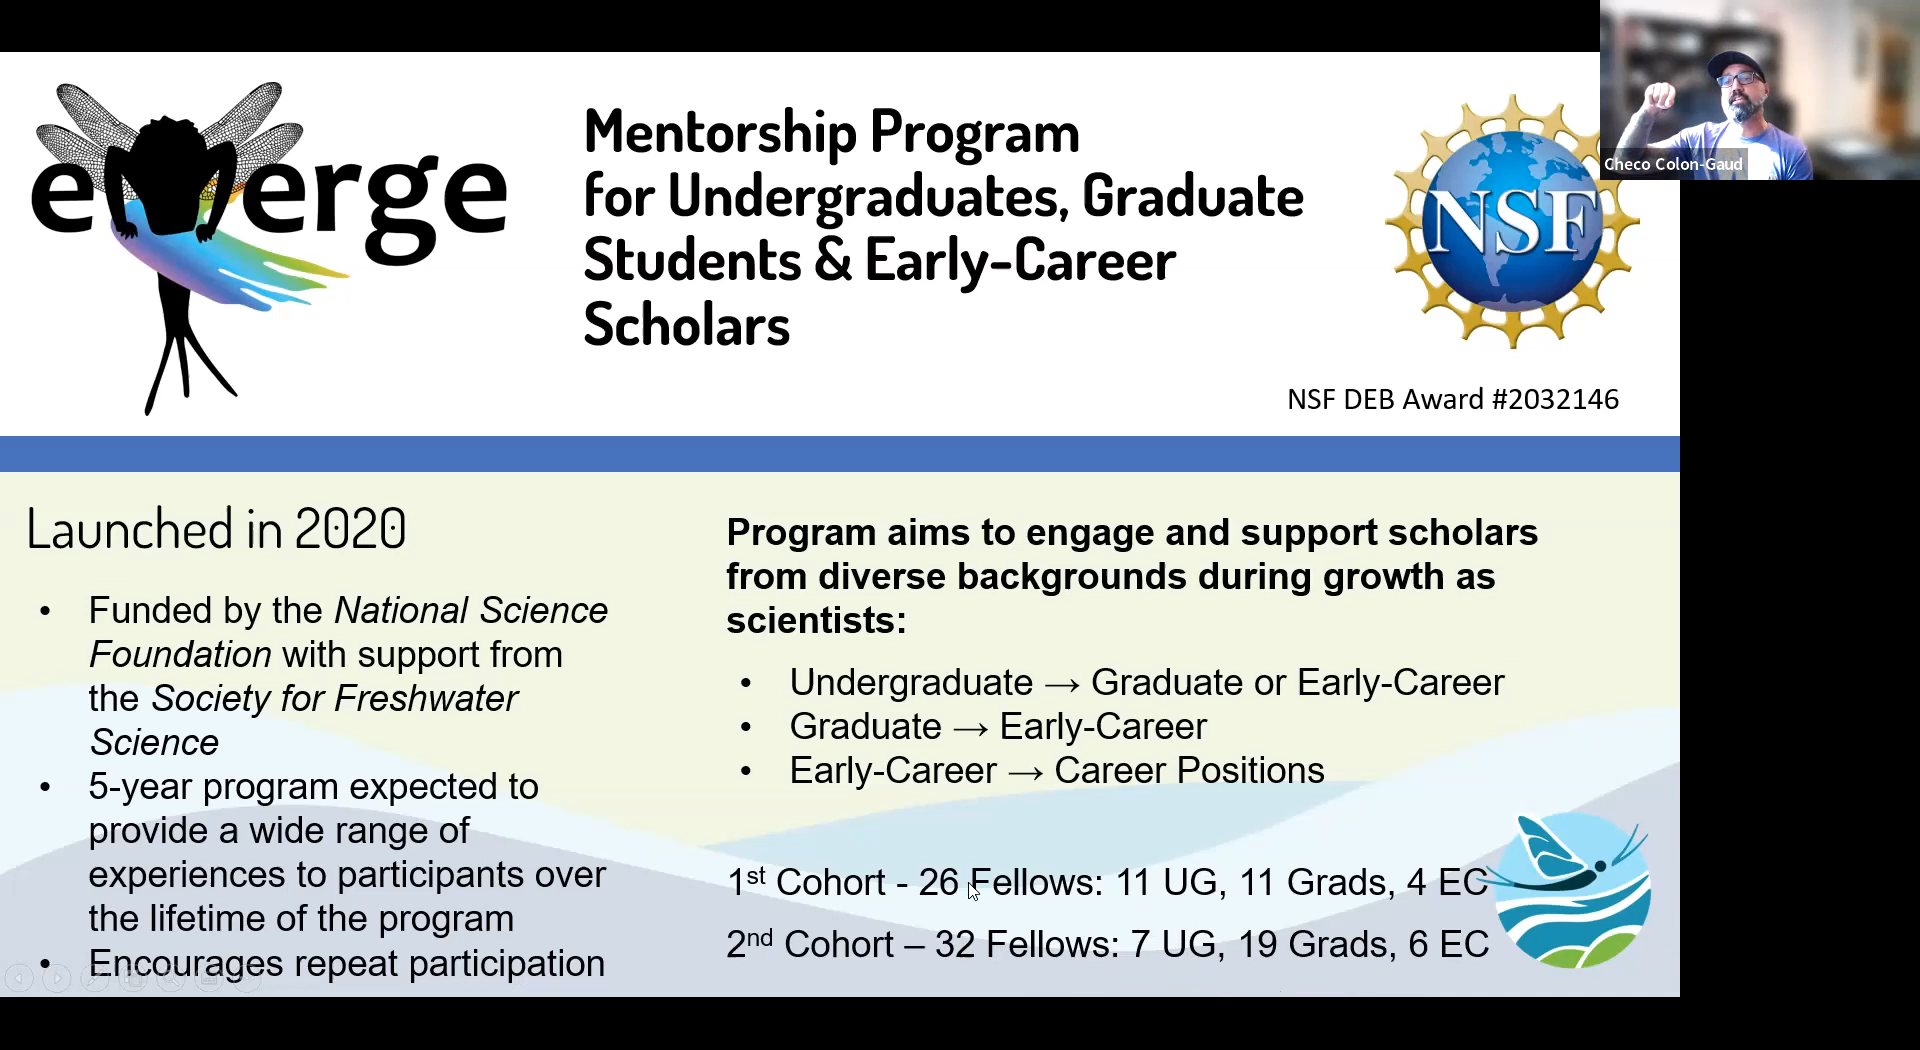 emerge
Mentorship Program
for Undergraduates, Graduate
Students & Early-Career
Scholars
NSF
Checo Colon-Gaud
NSF DEB Award #2032146
Launched in 2020
• Funded by the National Science
Foundation with support from
the Society for Freshwater
Science
• 5-year program expected to
provide a wide range of
experiences to participants over
the lifetime of the program
• Encourages repeat participation
Program aims to engage and support scholars
from diverse backgrounds during growth as
scientists:
• Undergraduate → Graduate or Early-Career
• Graduate → Early-Career
• Early-Career → Career Positions
1st Cohort - 26 Fellows: 11 UG, 11 Grads, 4 EC
2nd Cohort – 32 Fellows: 7 UG, 19 Grads, 6 EC